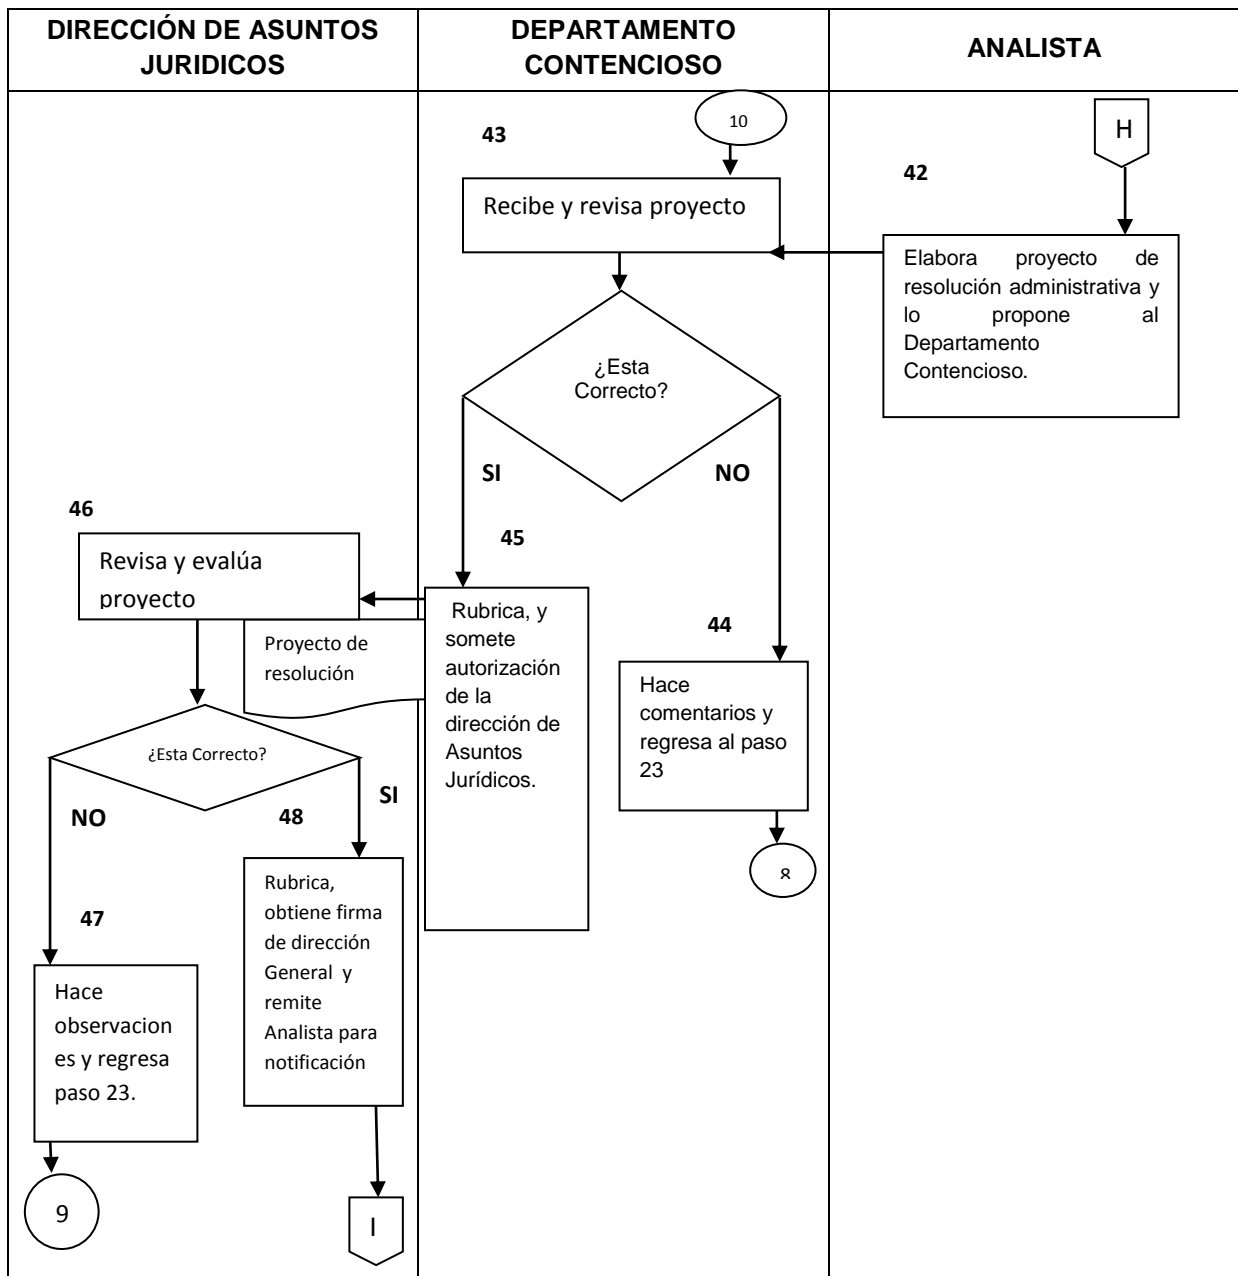 DIRECCIÓN DE ASUNTOS
JURIDICOS
DEPARTAMENTO
CONTENCIOSO
ANALISTA
10
H
43
42
Recibe y revisa proyecto
Elabora proyecto de
resolución administrativa y
lo propone al
Departamento
Contencioso.
¿Esta
Correcto?
SI
NO
46
45
Revisa y evalúa
proyecto
Rubrica, y
somete
autorización
de la
dirección de
Asuntos
Jurídicos.
44
Proyecto de
resolución
Hace
comentarios y
regresa al paso
23
¿Esta Correcto?
NO
48
SI
8
Rubrica,
obtiene firma
de dirección
General y
remite
Analista para
notificación
47
Hace
observacion
es y regresa
paso 23.
9
I